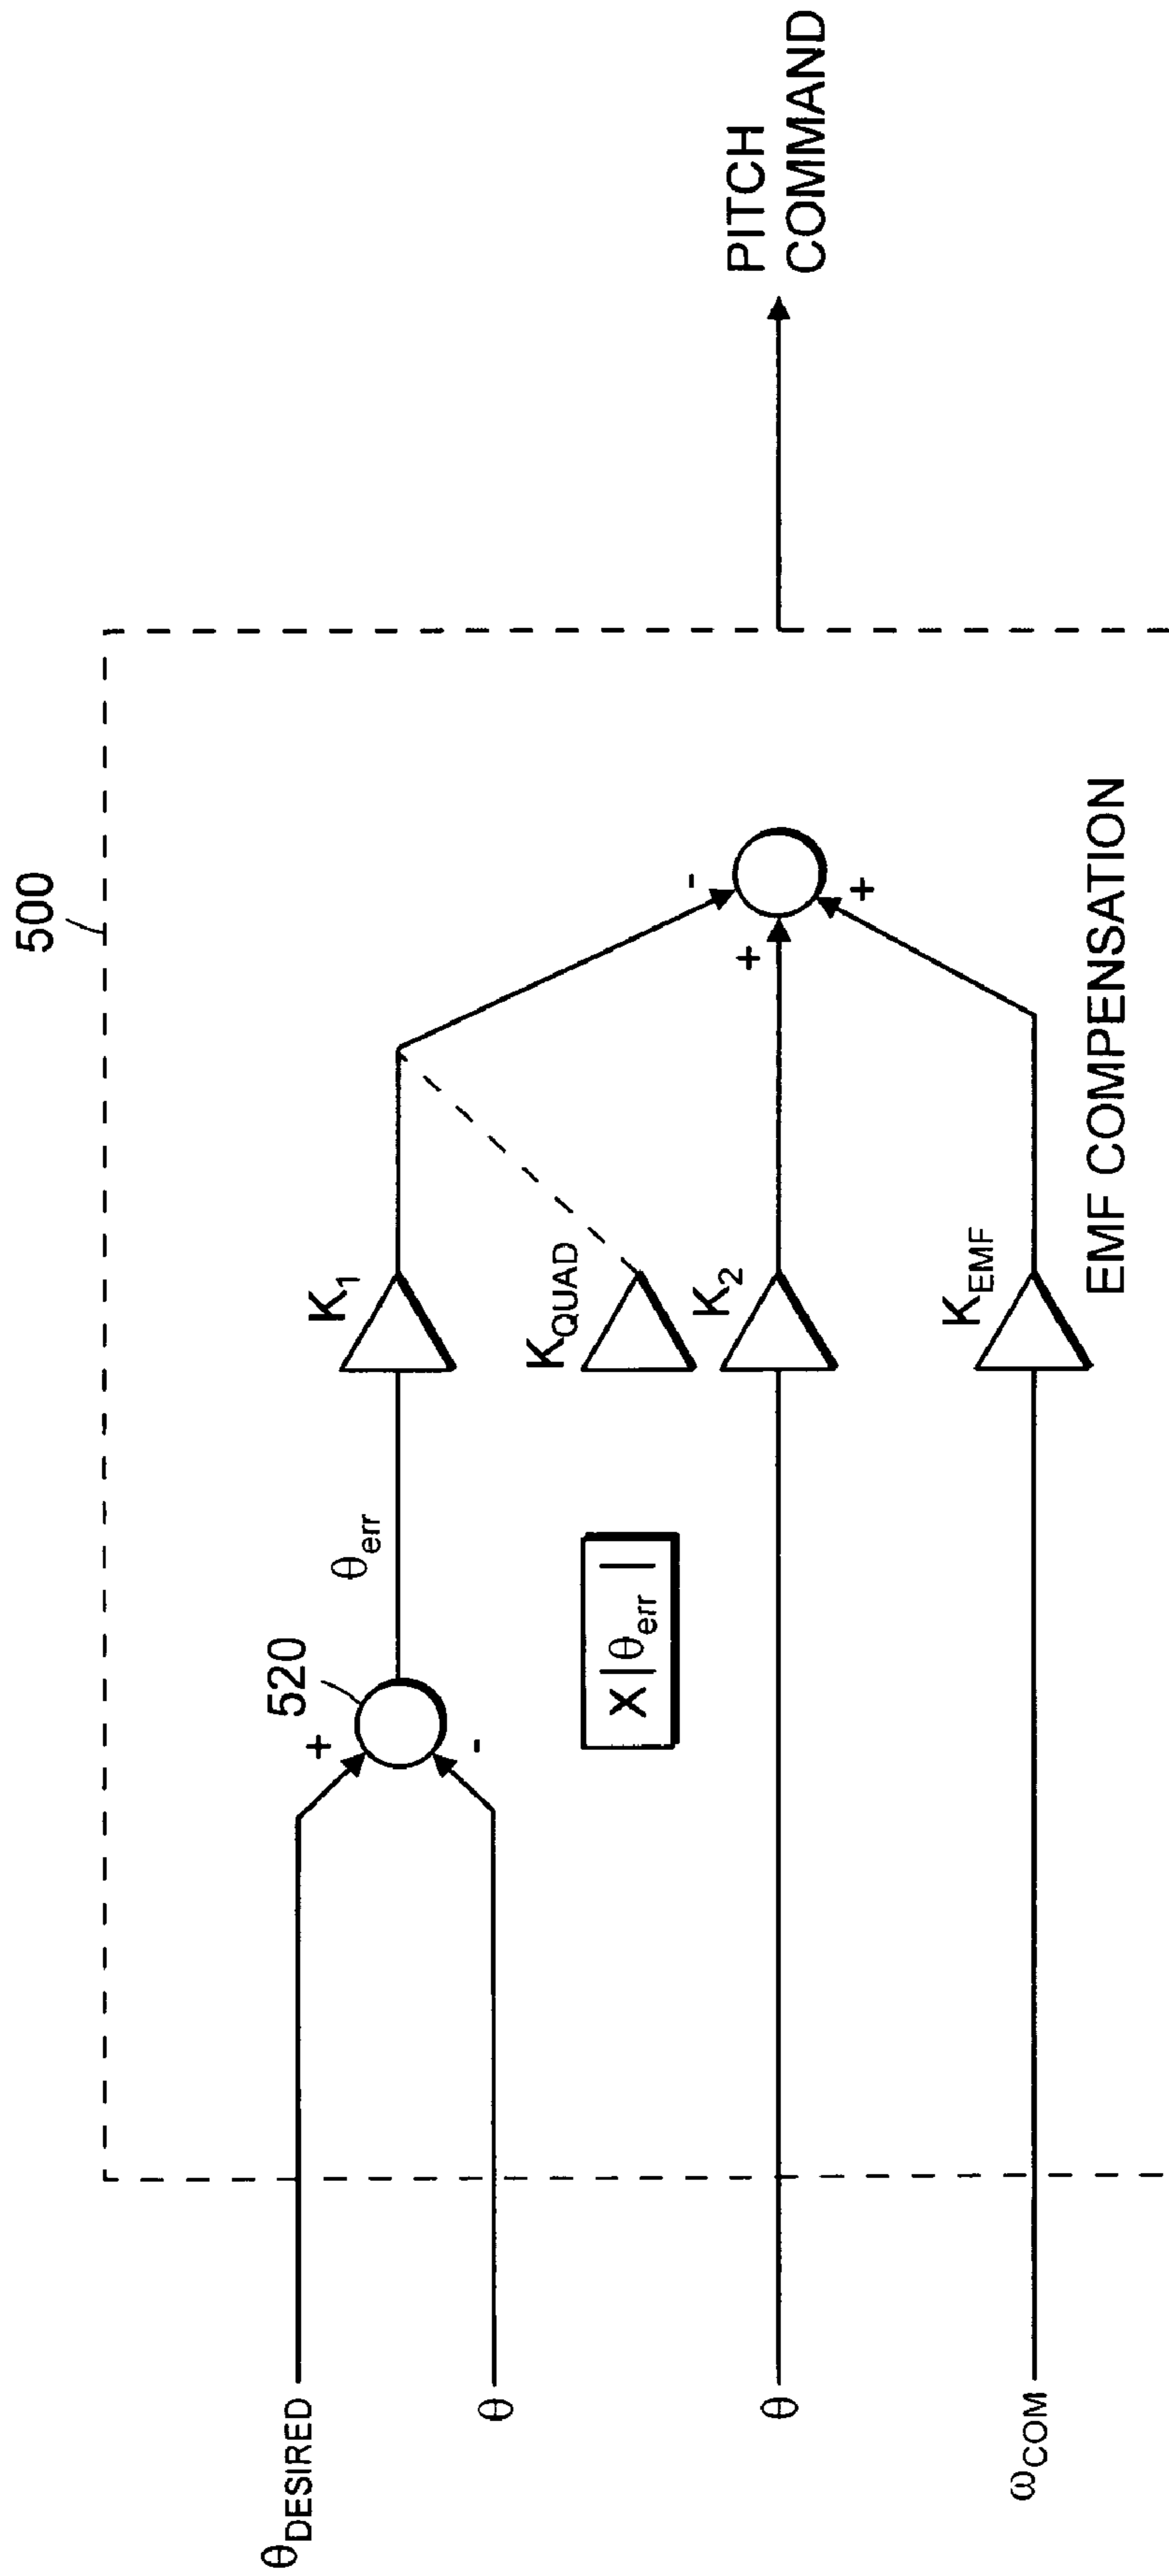 500
θDESIRED
+
520
-
θ
θerr
K1
X |θerr|
KQUAD
θ
K2
ωCOM
KEMF
-
+
+
EMF COMPENSATION
PITCH
COMMAND